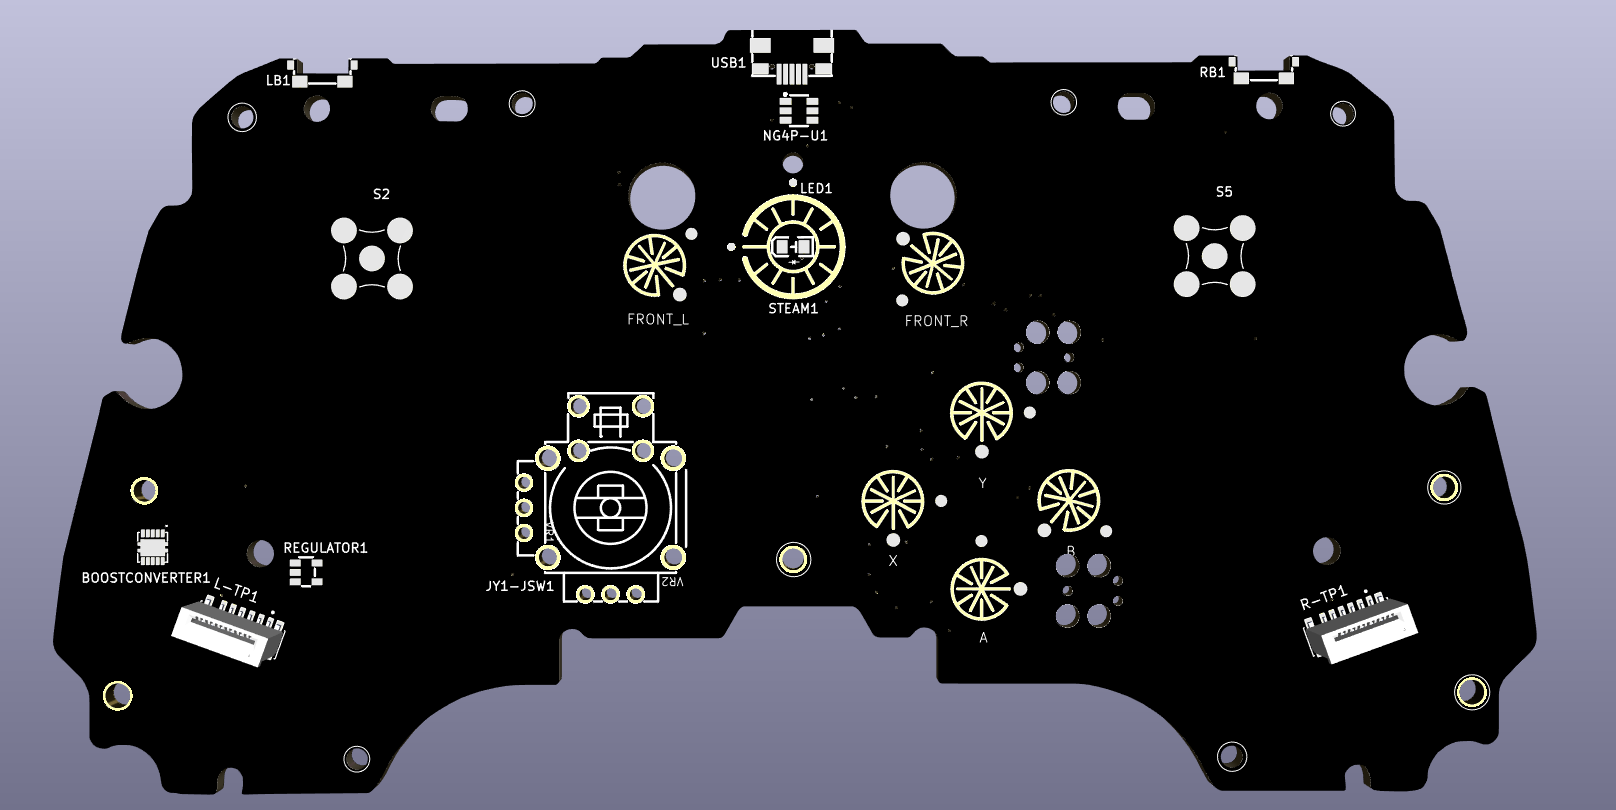 USB1
LB1
RB1
NG4P-U1
S2
LED1
S5
STEAM1
FRONT_L
FRONT_R
Y
VR1
B
X
REGULATOR1
BOOSTCONVERTER1
JY1-JSW1
VR2
L-TP1
R-TP1
A